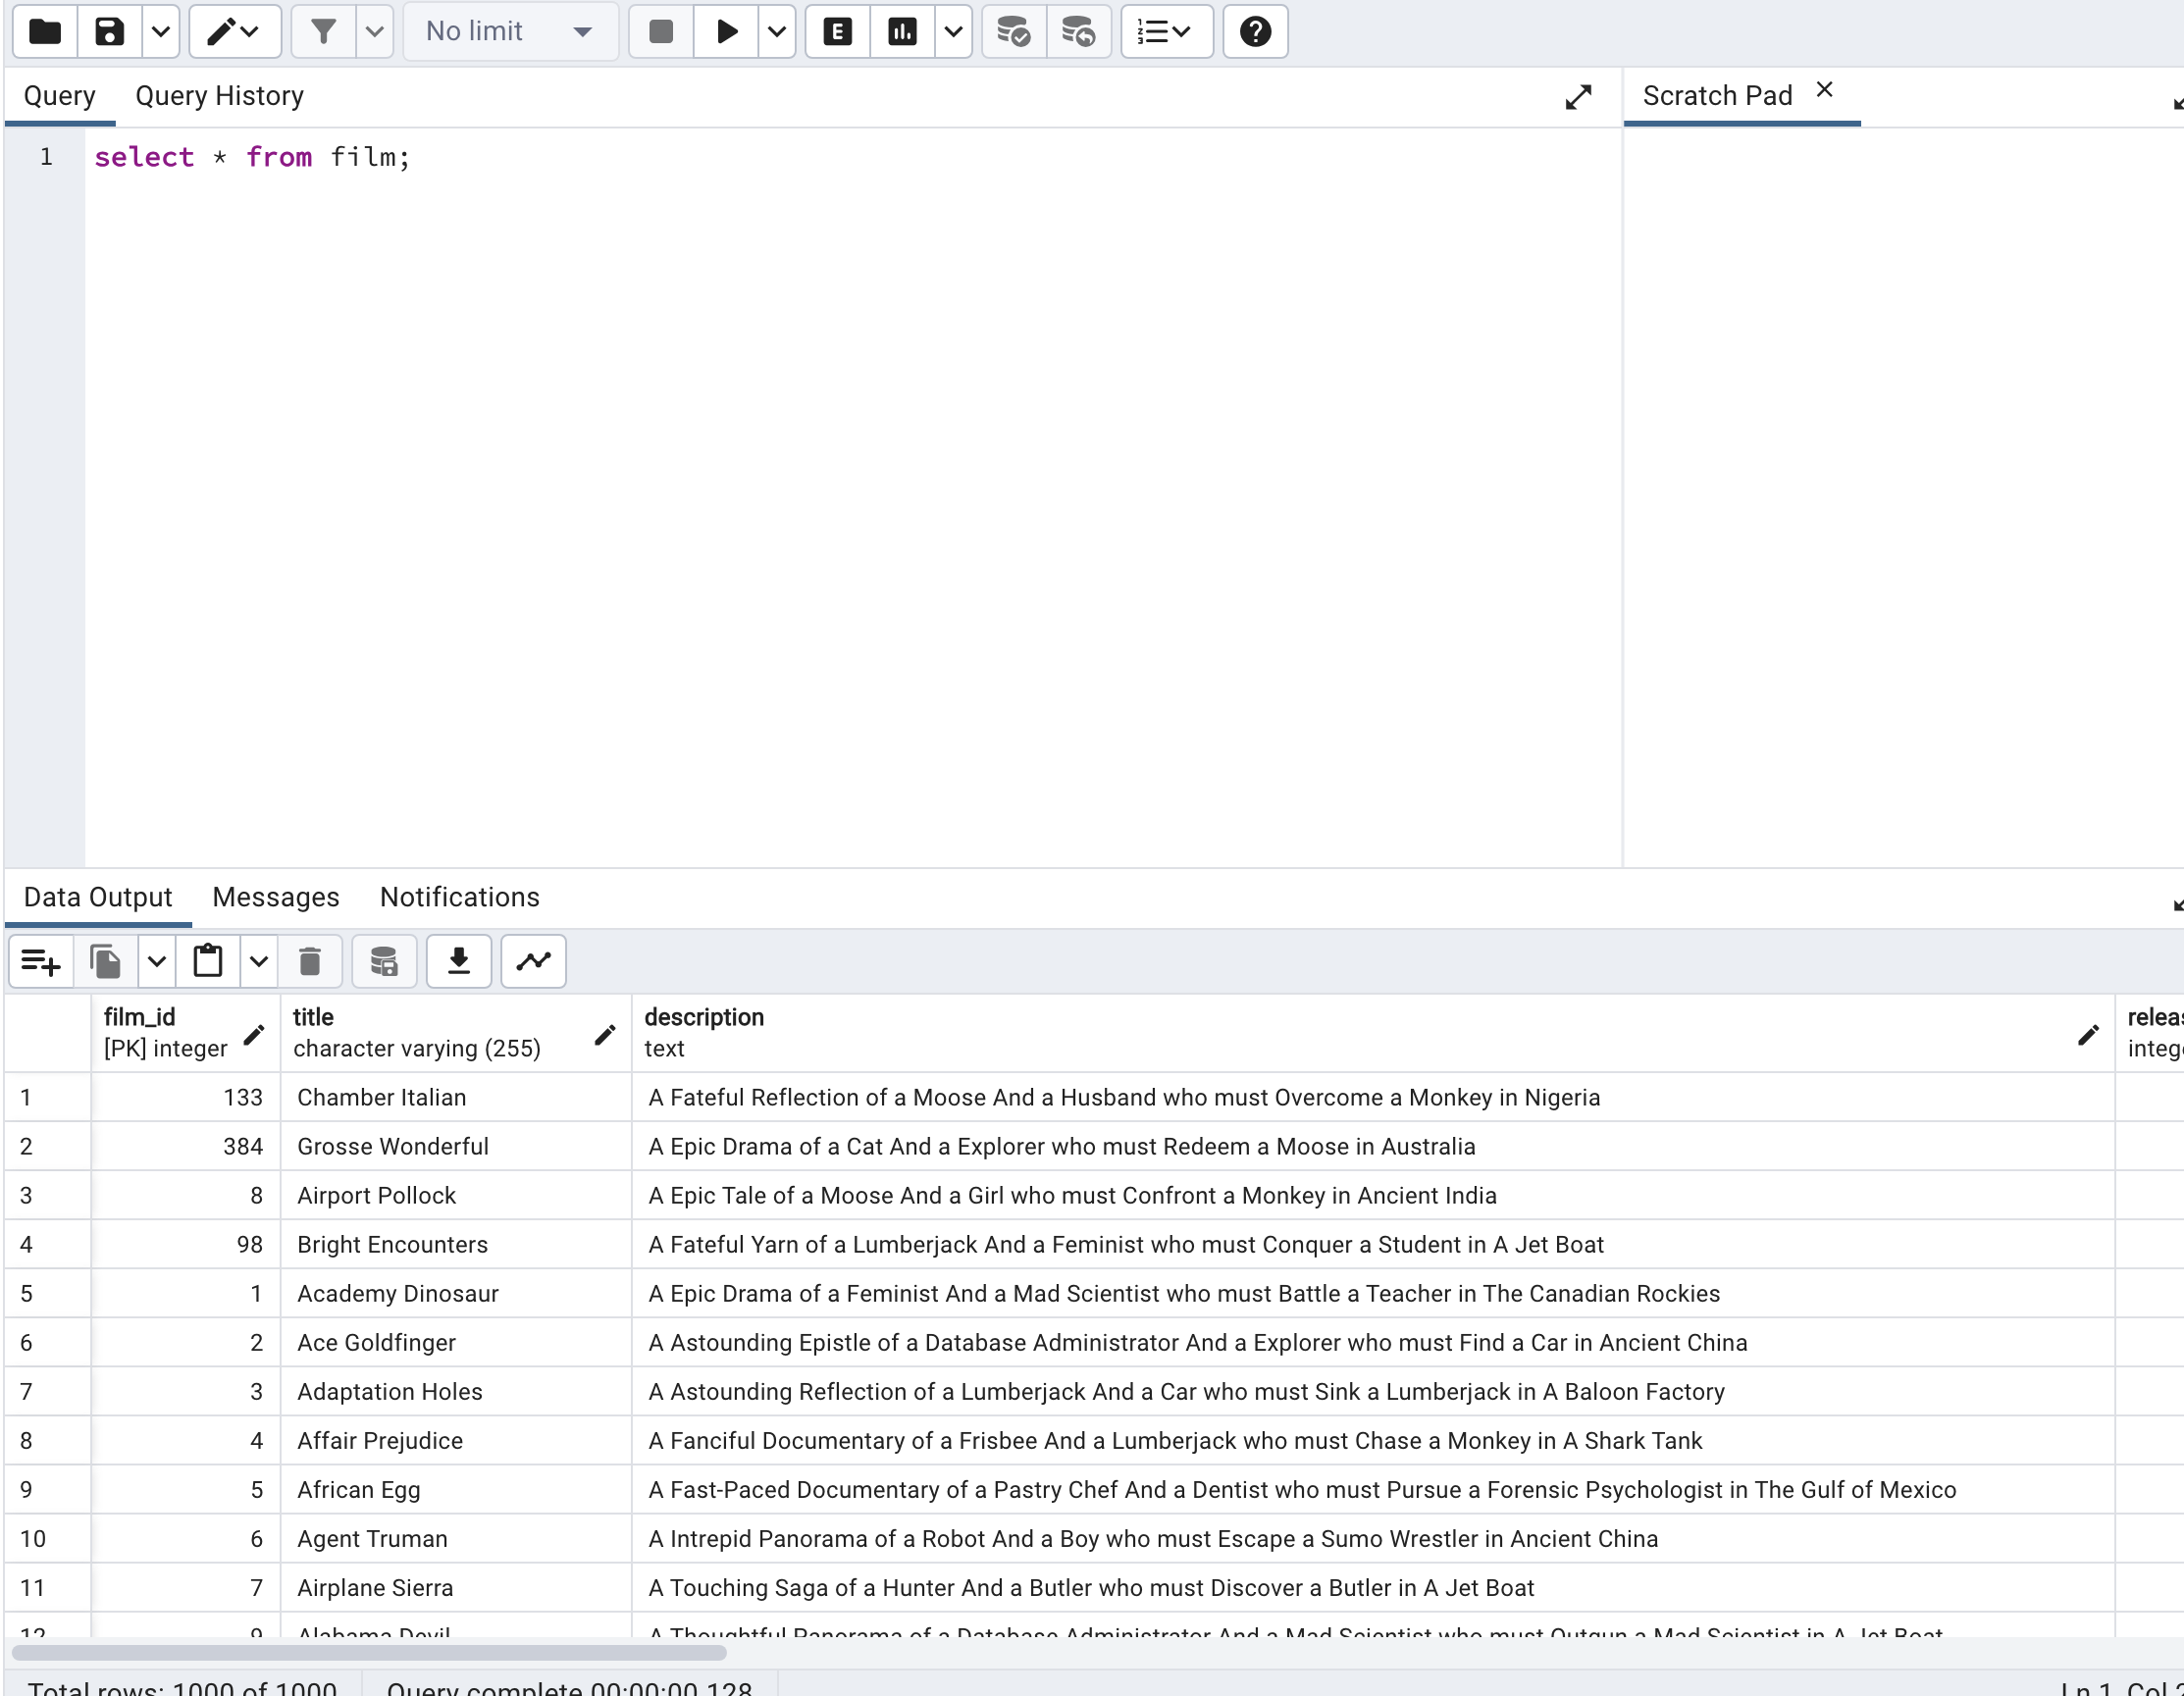 No limit
E
Query Query History
Scratch Pad
1 select * from film;
Data Output Messages Notifications
film_id title description
[PK] integer character varying (255) text
1 133 Chamber Italian A Fateful Reflection of a Moose And a Husband who must Overcome a Monkey in Nigeria
2 384 Grosse Wonderful A Epic Drama of a Cat And a Explorer who must Redeem a Moose in Australia
3 8 Airport Pollock A Epic Tale of a Moose And a Girl who must Confront a Monkey in Ancient India
4 98 Bright Encounters A Fateful Yarn of a Lumberjack And a Feminist who must Conquer a Student in A Jet Boat
5 1 Academy Dinosaur A Epic Drama of a Feminist And a Mad Scientist who must Battle a Teacher in The Canadian Rockies
6 2 Ace Goldfinger A Astounding Epistle of a Database Administrator And a Explorer who must Find a Car in Ancient China
7 3 Adaptation Holes A Astounding Reflection of a Lumberjack And a Car who must Sink a Lumberjack in A Baloon Factory
8 4 Affair Prejudice A Fanciful Documentary of a Frisbee And a Lumberjack who must Chase a Monkey in A Shark Tank
9 5 African Egg A Fast-Paced Documentary of a Pastry Chef And a Dentist who must Pursue a Forensic Psychologist in The Gulf of Mexico
10 6 Agent Truman A Intrepid Panorama of a Robot And a Boy who must Escape a Sumo Wrestler in Ancient China
11 7 Airplane Sierra A Touching Saga of a Hunter And a Butler who must Discover a Butler in A Jet Boat
12 9 Alabama Devil A Thoughtful Panorama of a Database Administrator And a Mad Scientist who must Outgun a Mad Scientist in A Jet Boat
Total rows: 1000 of 1000 Query complete 00:00:00.128 Ln 1, Col